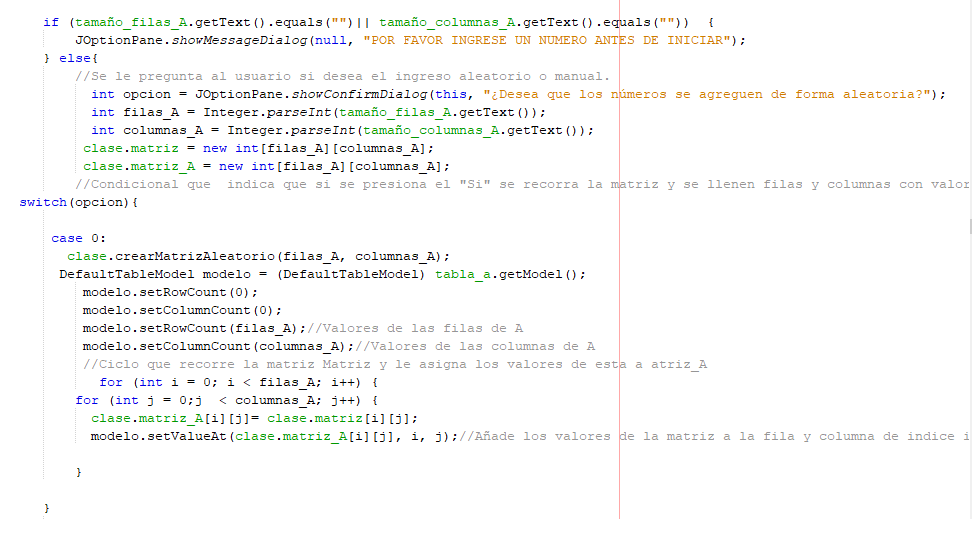 if (tamaño_filas_A.getText().equals("")|| tamaño_columnas_A.getText().equals(""))  {
JOptionPane.showMessageDialog(null, "POR FAVOR INGRESE UN NUMERO ANTES DE INICIAR");
} else{
//Se le pregunta al usuario si desea el ingreso aleatorio o manual.
int opcion = JOptionPane.showConfirmDialog(this, "¿Desea que los números se agreguen de forma aleatoria?");
int filas_A = Integer.parseInt(tamaño_filas_A.getText());
int columnas_A = Integer.parseInt(tamaño_columnas_A.getText());
clase.matriz = new int[filas_A][columnas_A];
clase.matriz_A = new int[filas_A][columnas_A];
//Condicional que  indica que si se presiona el "Si" se recorra la matriz y se llenen filas y columnas con valor
switch(opcion){
case 0:
clase.crearMatrizAleatorio(filas_A, columnas_A);
DefaultTableModel modelo = (DefaultTableModel) tabla_a.getModel();
modelo.setRowCount(0);
modelo.setColumnCount(0);
modelo.setRowCount(filas_A);//Valores de las filas de A
modelo.setColumnCount(columnas_A);//Valores de las columnas de A
//Ciclo que recorre la matriz Matriz y le asigna los valores de esta a atriz_A
for (int i = 0; i < filas_A; i++) {
for (int j = 0;j  < columnas_A; j++) {
clase.matriz_A[i][j]= clase.matriz[i][j];
modelo.setValueAt(clase.matriz_A[i][j], i, j);//Añade los valores de la matriz a la fila y columna de indice i
}
}